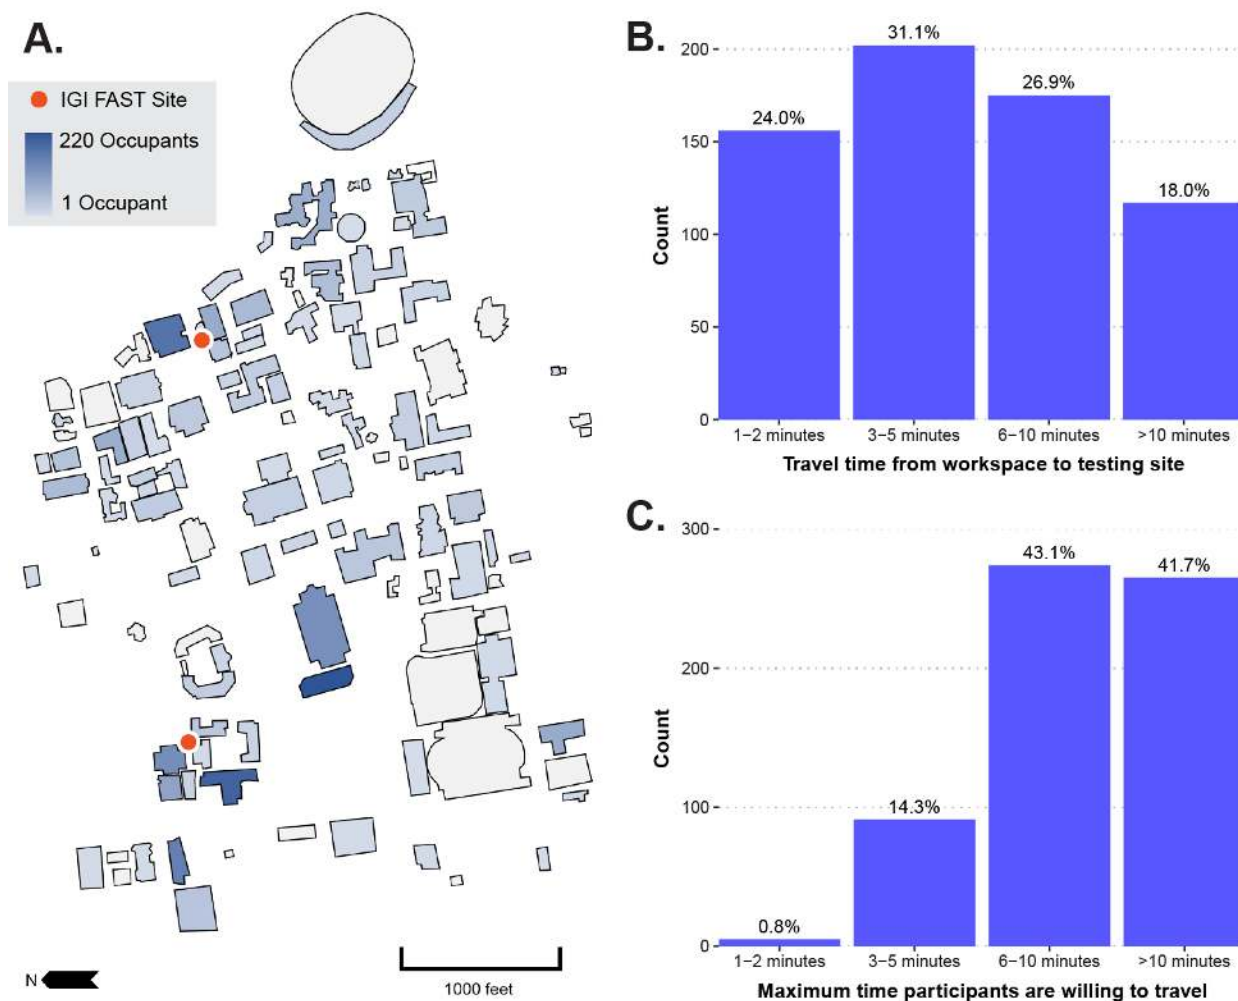 A.
IGI FAST Site
220 Occupants
1 Occupant
N
1000 feet
B.
Count
200
150
100
50
0
24.0%
31.1%
26.9%
18.0%
1−2 minutes
3−5 minutes
6−10 minutes
>10 minutes
Travel time from workspace to testing site
C.
Count
300
200
100
0
0.8%
14.3%
43.1%
41.7%
1−2 minutes
3−5 minutes
6−10 minutes
>10 minutes
Maximum time participants are willing to travel